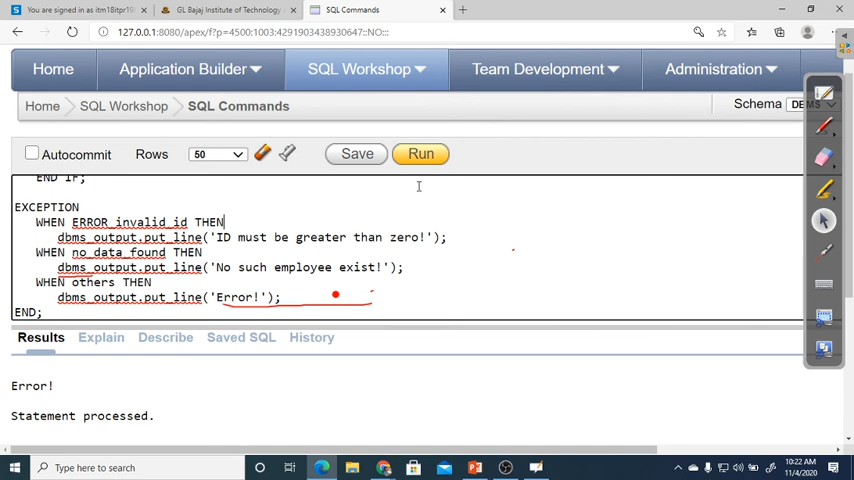 You are signed in as itm18itpr19
GL Bajaj Institute of Technology
SQL Commands
127.0.0.1:8080/apex/f?p=4500:1003:4291903438930647::NO:::
Home
Application Builder
SQL Workshop
Team Development
Administration
Home
SQL Workshop
SQL Commands
Schema
Autocommit
Rows
50
Save
Run
END IF;
EXCEPTION
WHEN ERROR_invalid_id THEN
dbms_output.put_line('ID must be greater than zero!');
WHEN no_data_found THEN
dbms_output.put_line('No such employee exist!');
WHEN others THEN
dbms_output.put_line('Error!');
END;
Results
Explain
Describe
Saved SQL
History
Error!
Statement processed.
Type here to search
10:22 AM
11/4/2020